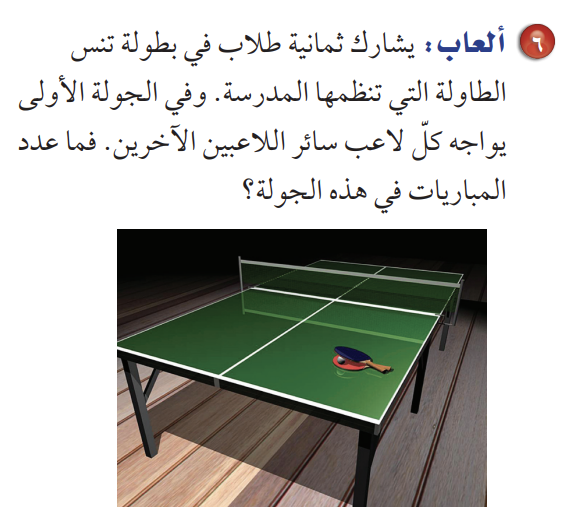 ٦ ألعاب: يشارك ثمانية طلاب في بطولة تنس
الطاولة التي تنظمها المدرسة. وفي الجولة الأولى
يواجه كلّ لاعب سائر اللاعبين الآخرين. فما عدد
المباريات في هذه الجولة؟